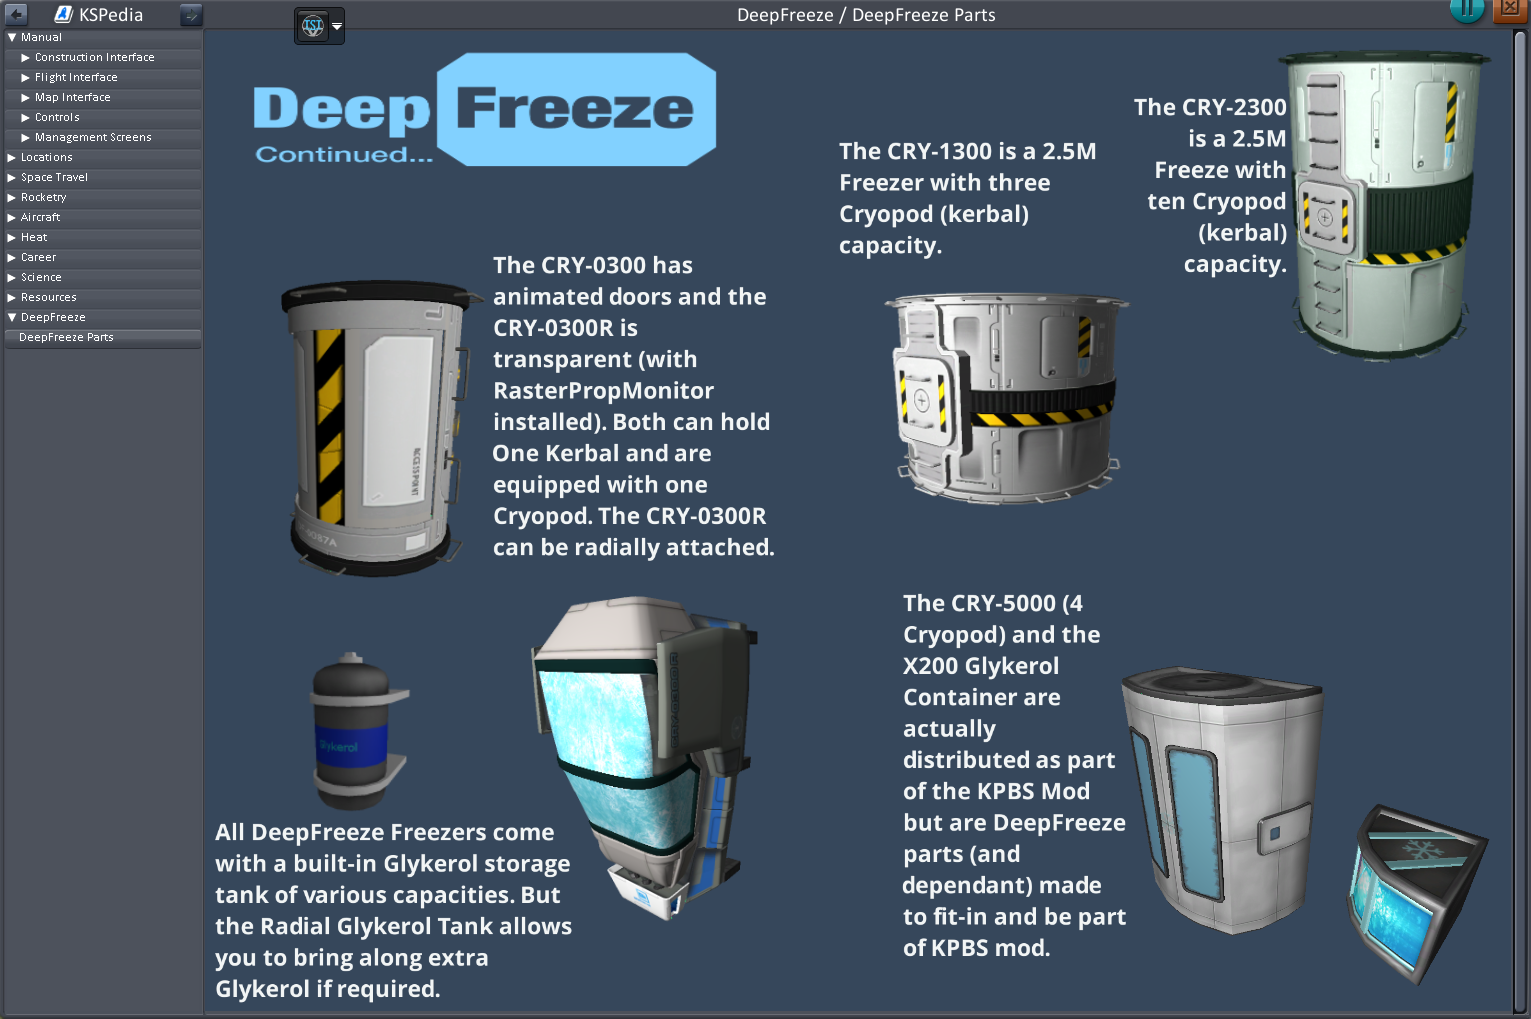 KSPedia
DeepFreeze / DeepFreeze Parts
Manual
Construction Interface
Flight Interface
Map Interface
Controls
Management Screens
Locations
Space Travel
Rocketry
Aircraft
Heat
Career
Science
Resources
DeepFreeze
DeepFreeze Parts
ISI
Deep Freeze
Continued...
The CRY-0300 has
animated doors and the
CRY-0300R is
transparent (with
RasterPropMonitor
installed). Both can hold
One Kerbal and are
equipped with one
Cryopod. The CRY-0300R
can be radially attached.
ACCESS POINT
The CRY-1300 is a 2.5M
Freezer with three
Cryopod (kerbal)
capacity.
The CRY-2300
is a 2.5M
Freeze with
ten Cryopod
(kerbal)
capacity.
Glykerol
All DeepFreeze Freezers come
with a built-in Glykerol storage
tank of various capacities. But
the Radial Glykerol Tank allows
you to bring along extra
Glykerol if required.
CRY-0300R
The CRY-5000 (4
Cryopod) and the
X200 Glykerol
Container are
actually
distributed as part
of the KPBS Mod
but are DeepFreeze
parts (and
dependant) made
to fit-in and be part
of KPBS mod.